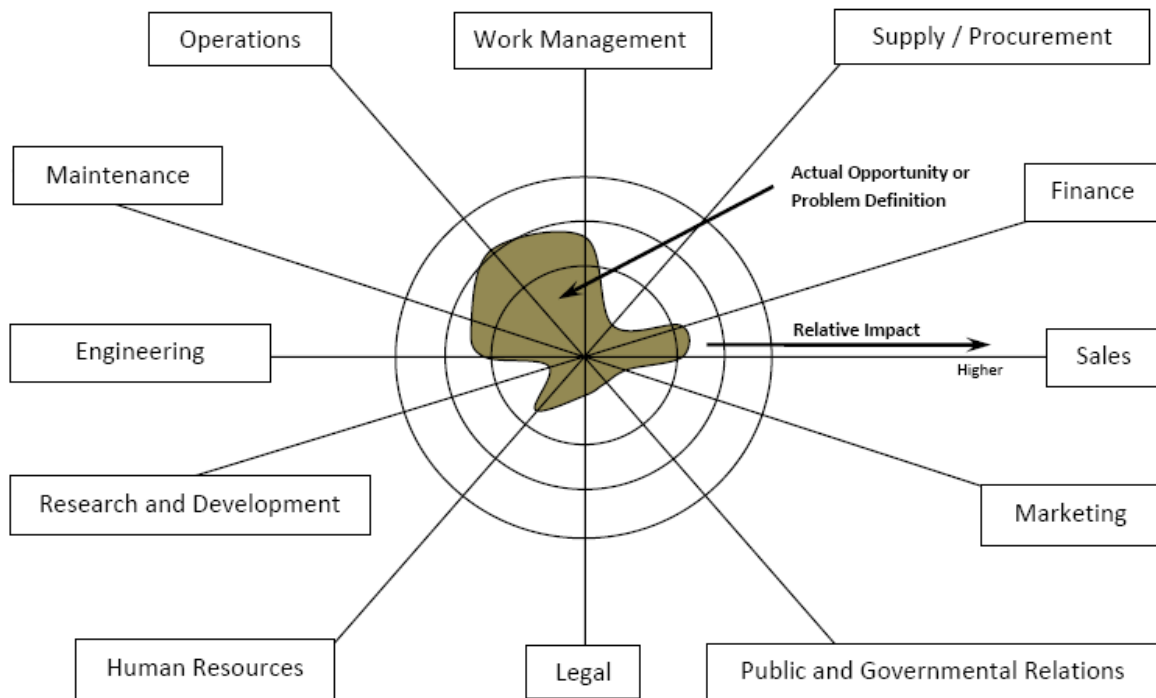 Operations
Work Management
Supply / Procurement
Maintenance
Actual Opportunity or
Problem Definition
Finance
Engineering
Relative Impact
Higher
Sales
Research and Development
Marketing
Human Resources
Legal
Public and Governmental Relations